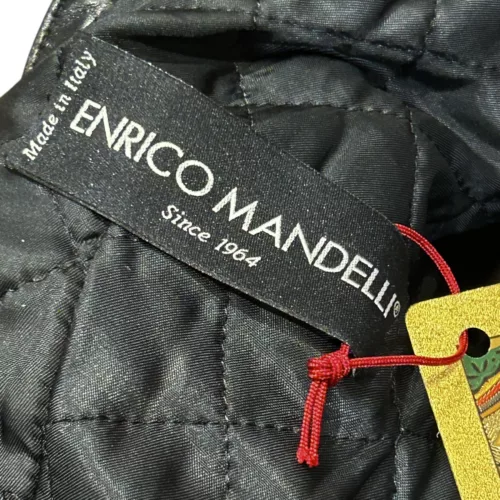 Made in Italy
ENRICO MANDELLI®
Since 1964